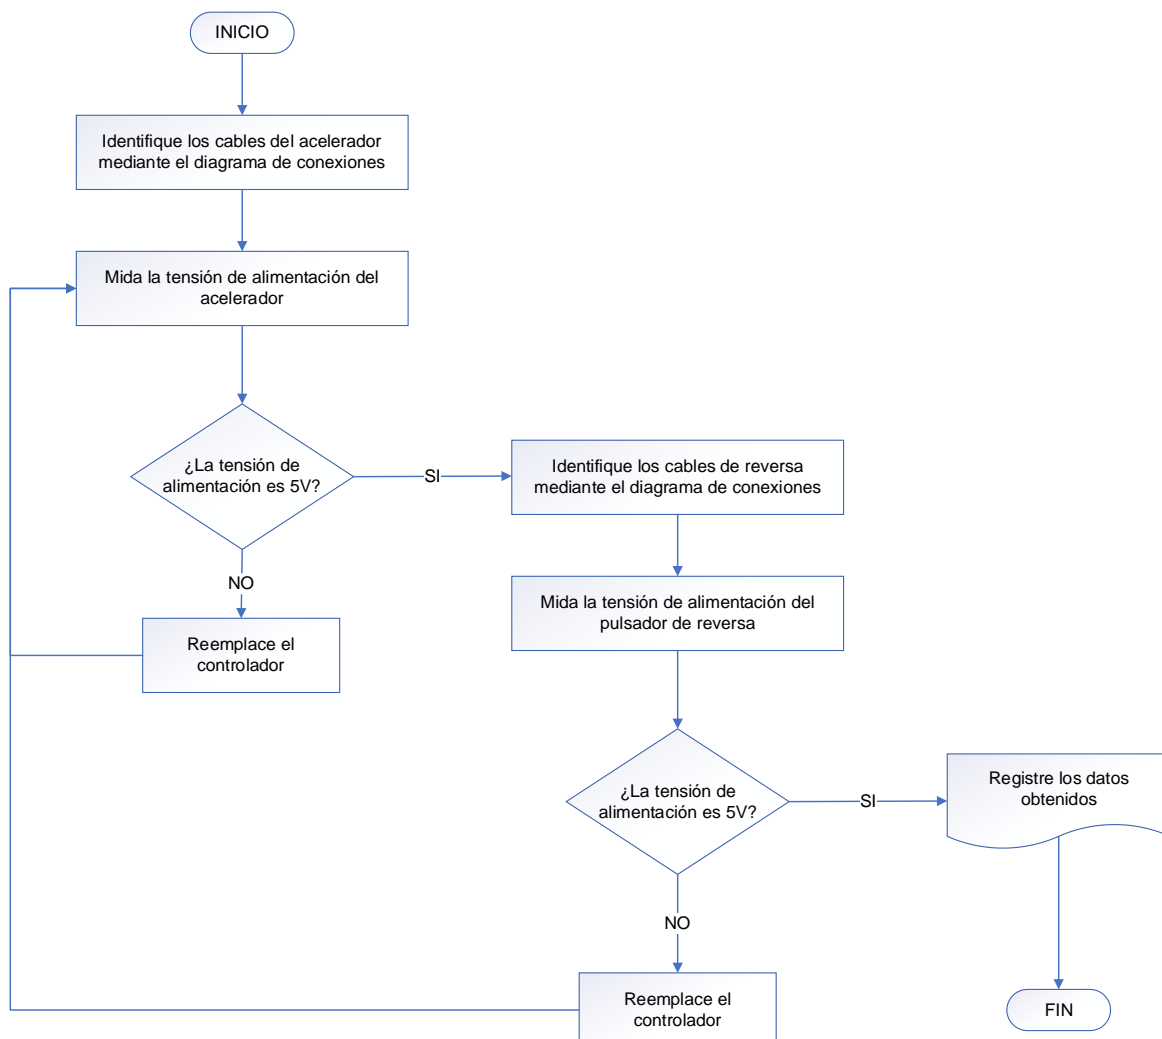 INICIO
Identifique los cables del acelerador
mediante el diagrama de conexiones
Mida la tensión de alimentación del
acelerador
¿La tensión de
alimentación es 5V?
SI
NO
Reemplace el
controlador
Identifique los cables de reversa
mediante el diagrama de conexiones
Mida la tensión de alimentación del
pulsador de reversa
¿La tensión de
alimentación es 5V?
SI
NO
Reemplace el
controlador
Registre los datos
obtenidos
FIN